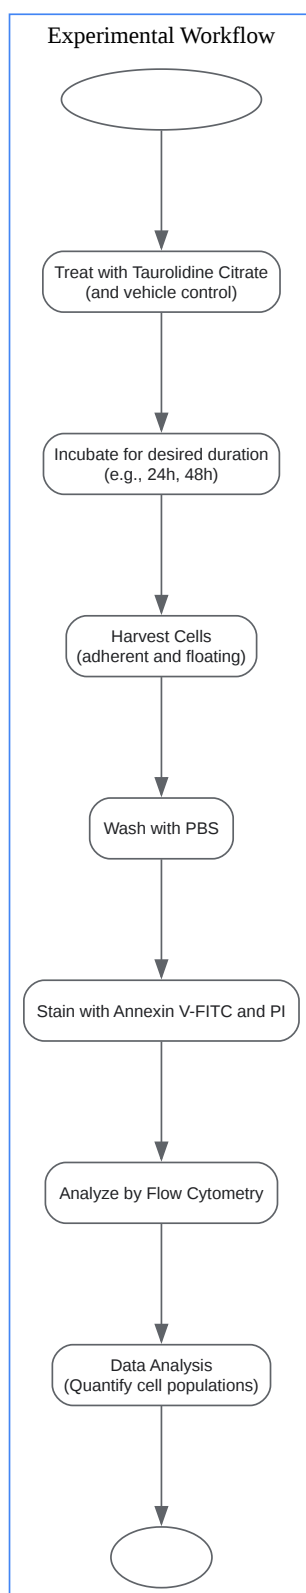 Experimental Workflow
Treat with Taurolidine Citrate
(and vehicle control)
Incubate for desired duration
(e.g., 24h, 48h)
Harvest Cells
(adherent and floating)
Wash with PBS
Stain with Annexin V-FITC and PI
Analyze by Flow Cytometry
Data Analysis
(Quantify cell populations)